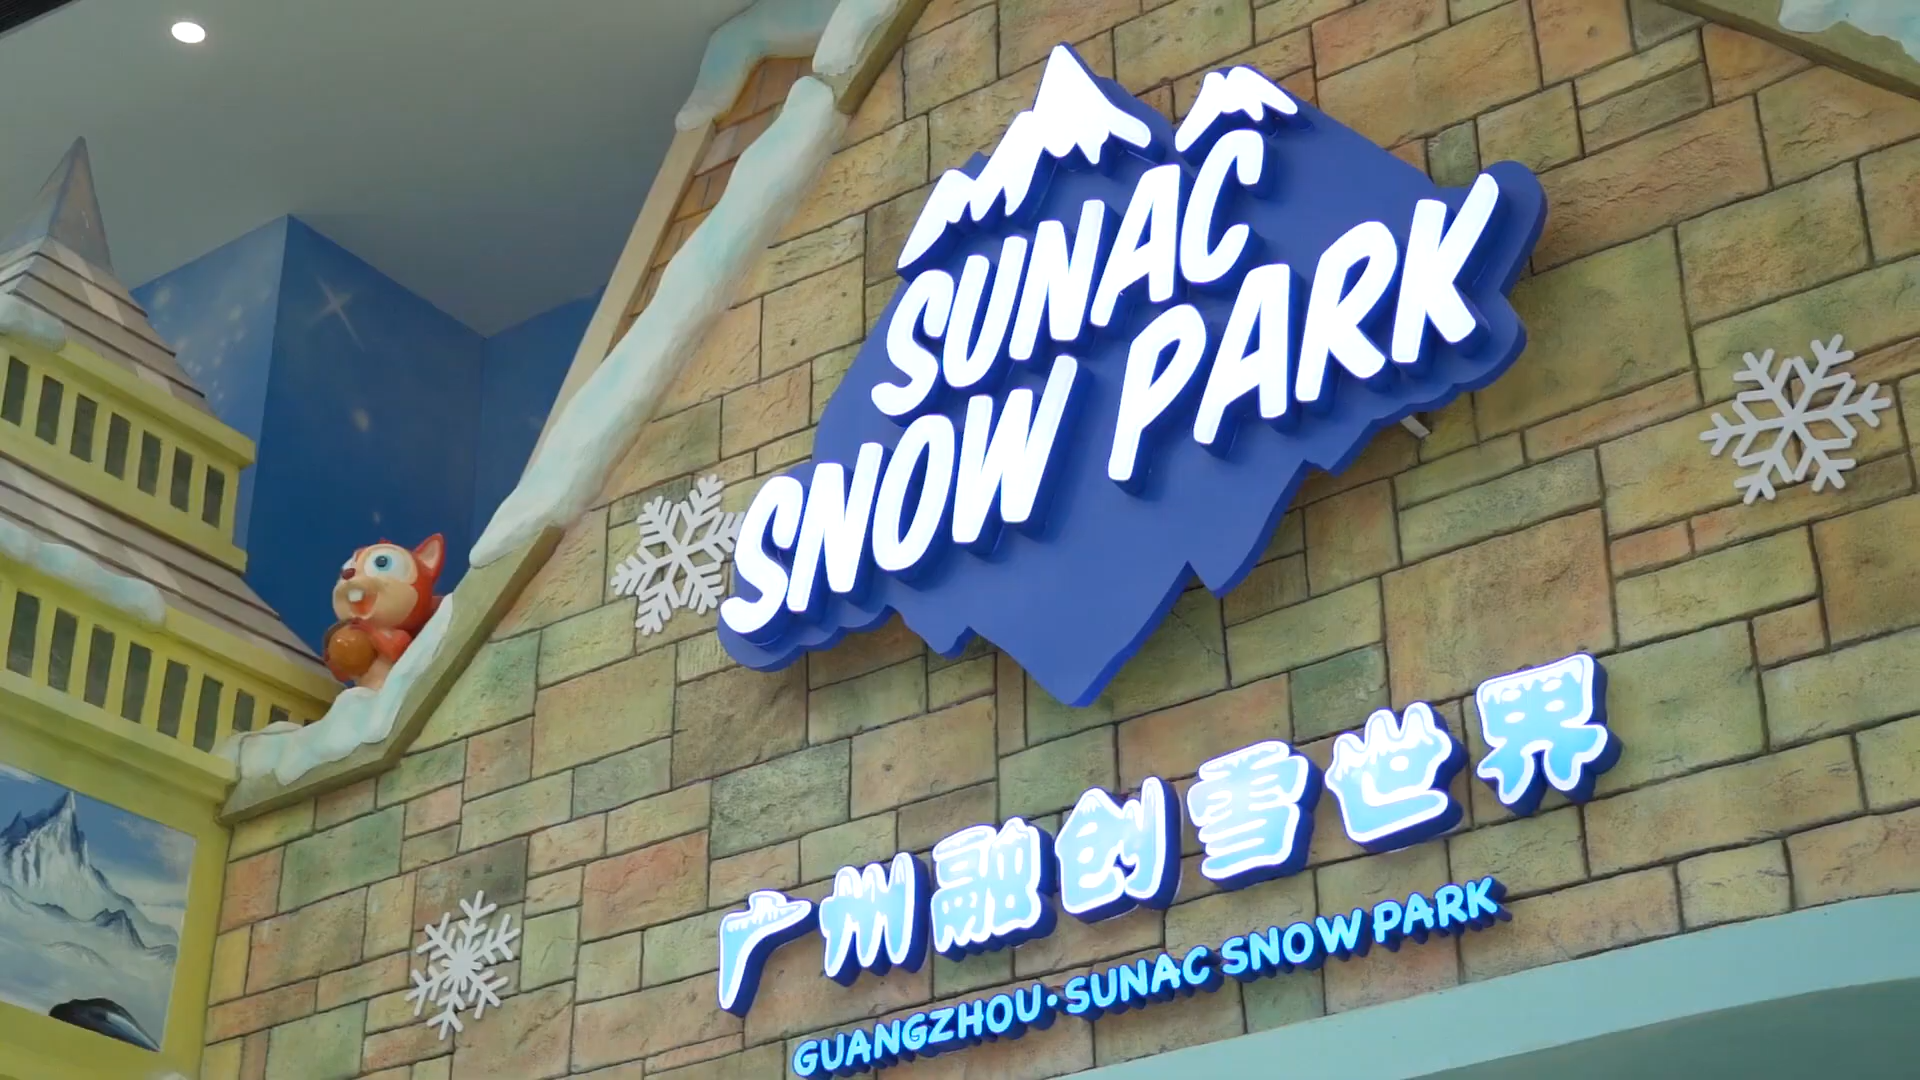 SUNAC
SNOW PARK
广州融创雪世界
GUANGZHOU·SUNAC SNOW PARK